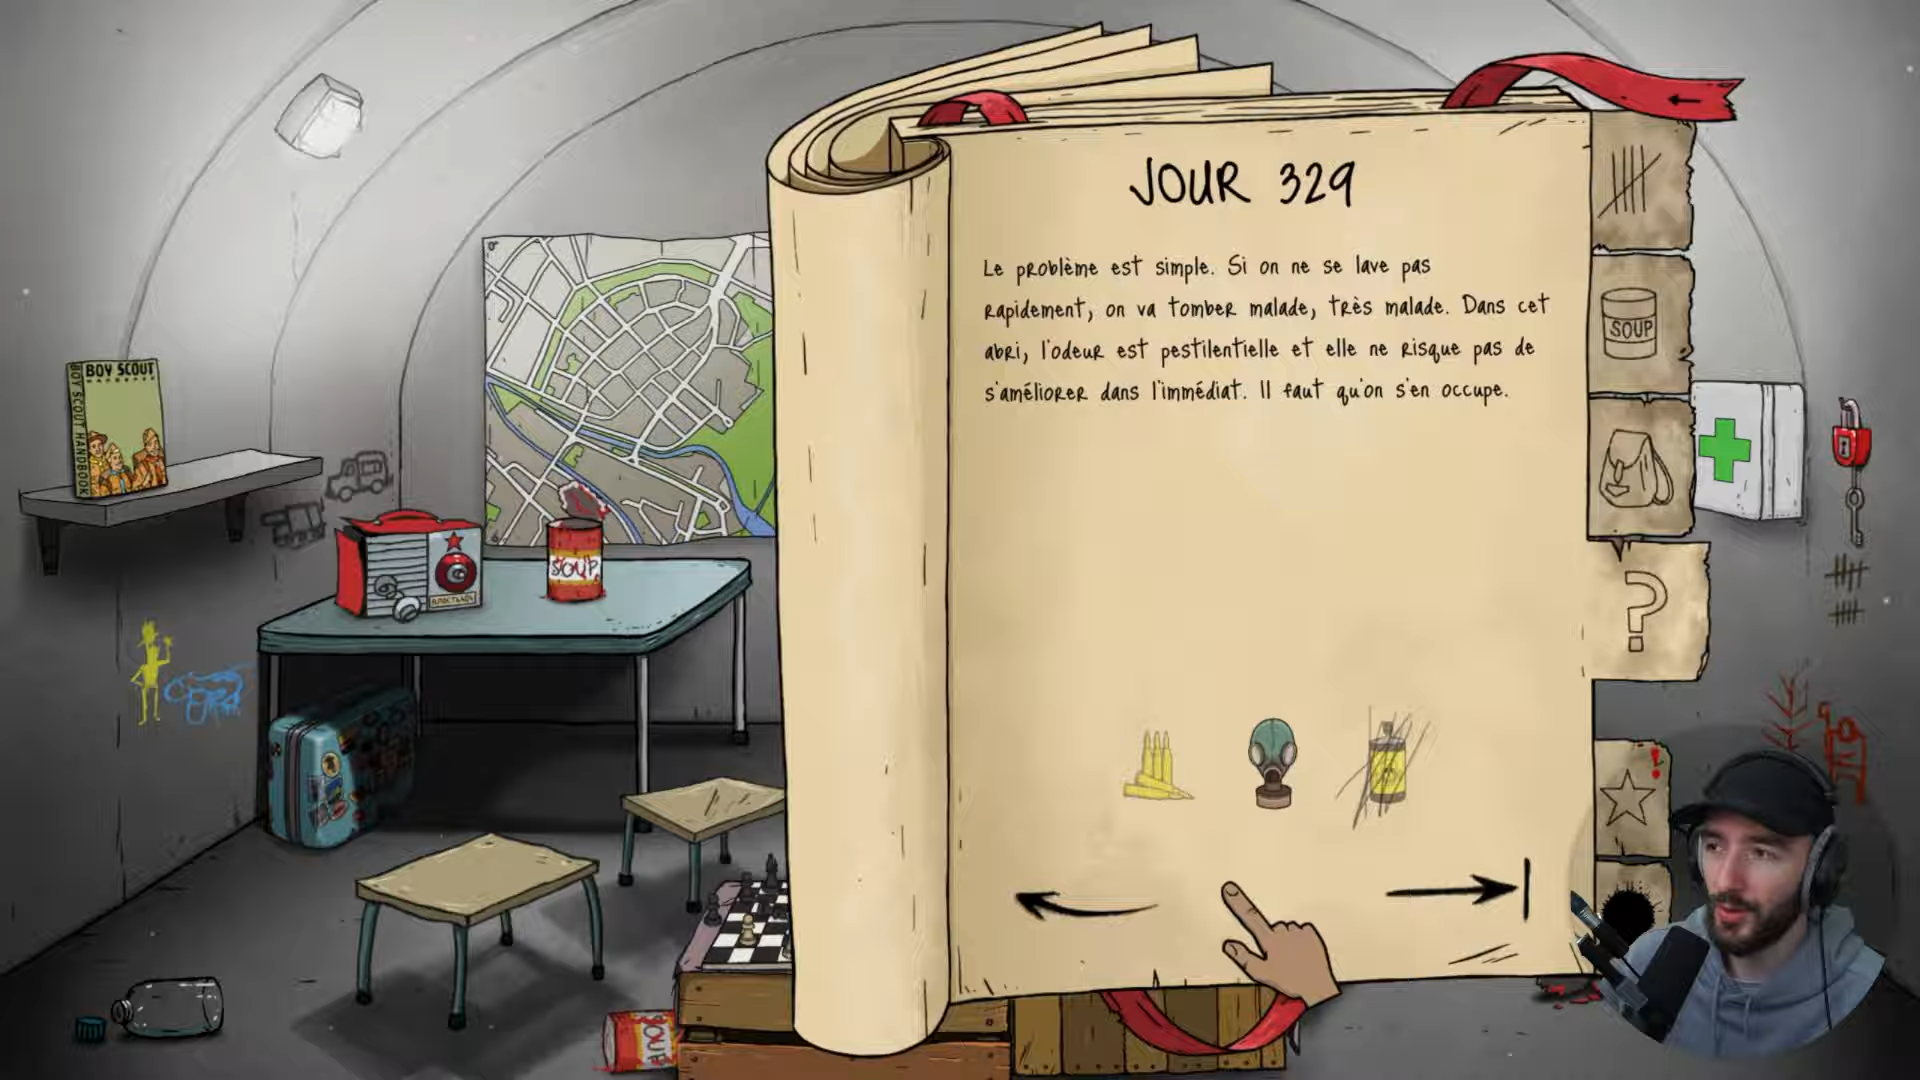 JOUR 329
Le problème est simple. Si on ne se lave pas
rapidement, on va tomber malade, très malade. Dans cet
abri, l'odeur est pestilentielle et elle ne risque pas de
s'améliorer dans l'immédiat. Il faut qu'on s'en occupe.
BOY SCOUT
BOY SCOUT HANDBOOK
SOUP
SOUP
SOUP